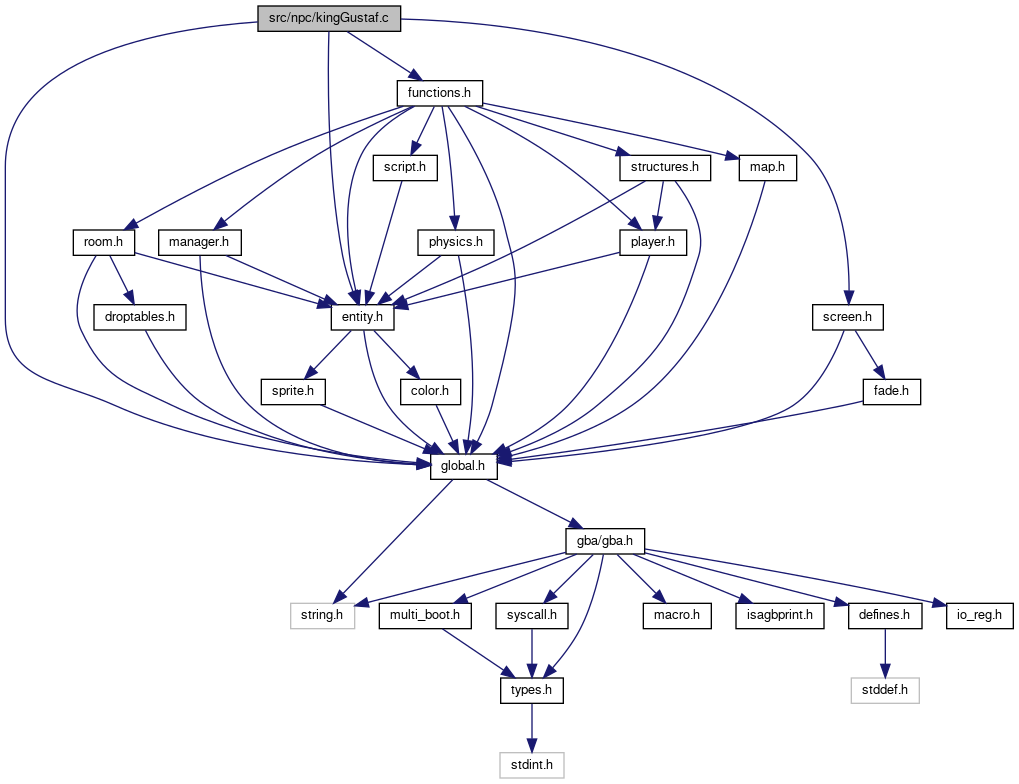 src/npc/kingGustaf.c
functions.h
script.h
structures.h
map.h
room.h
manager.h
physics.h
player.h
droptables.h
entity.h
screen.h
sprite.h
color.h
fade.h
global.h
gba/gba.h
string.h
multi_boot.h
syscall.h
macro.h
isagbprint.h
defines.h
io_reg.h
types.h
stddef.h
stdint.h